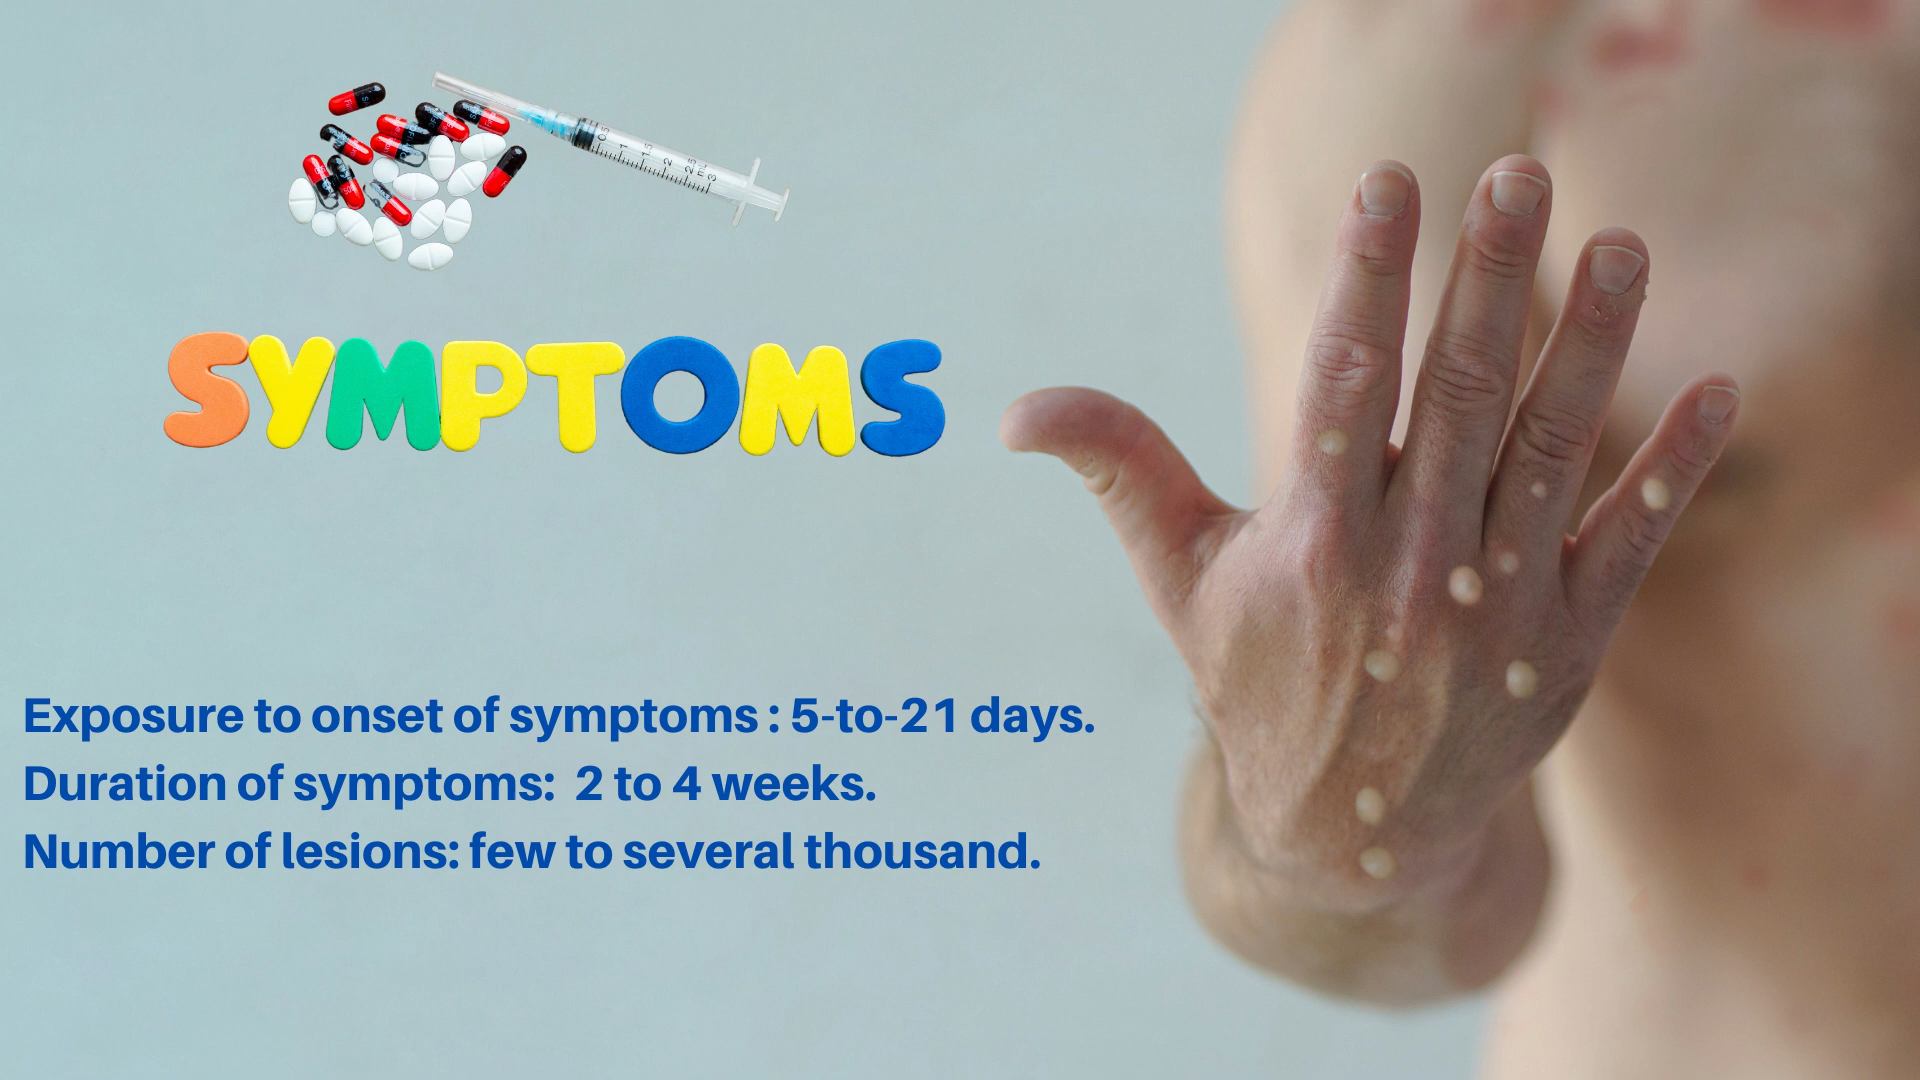 SYMPTOMS
Exposure to onset of symptoms : 5-to-21 days.
Duration of symptoms:  2 to 4 weeks.
Number of lesions: few to several thousand.